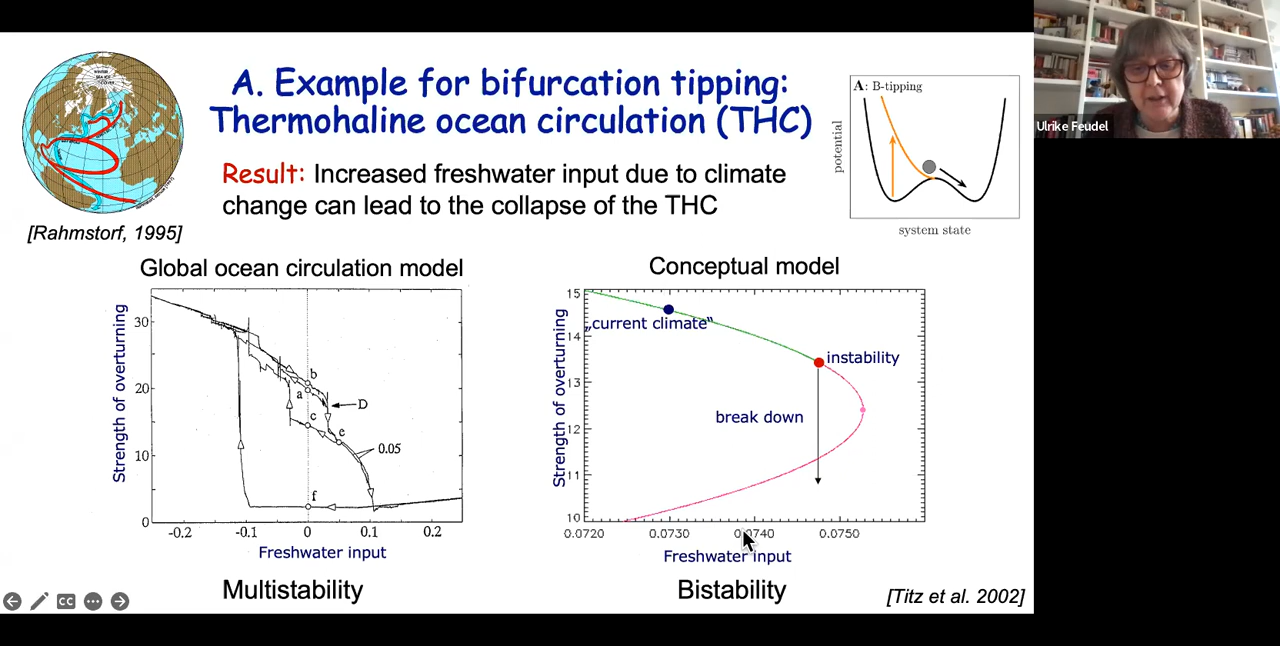 A. Example for bifurcation tipping:
Thermohaline ocean circulation (THC)
Result: Increased freshwater input due to climate
change can lead to the collapse of the THC
[Rahmstorf, 1995]
A: B-tipping
potential
system state
Ulrike Feudel
Global ocean circulation model
Strength of overturning
30
20
10
0
b
a
D
c
e
0.05
f
-0.2
-0.1
0
0.1
0.2
Freshwater input
Multistability
Conceptual model
Strength of overturning
15
14
13
12
11
10
„current climate“
instability
break down
0.0720
0.0730
0.0750
Freshwater input
Bistability
[Titz et al. 2002]
CC